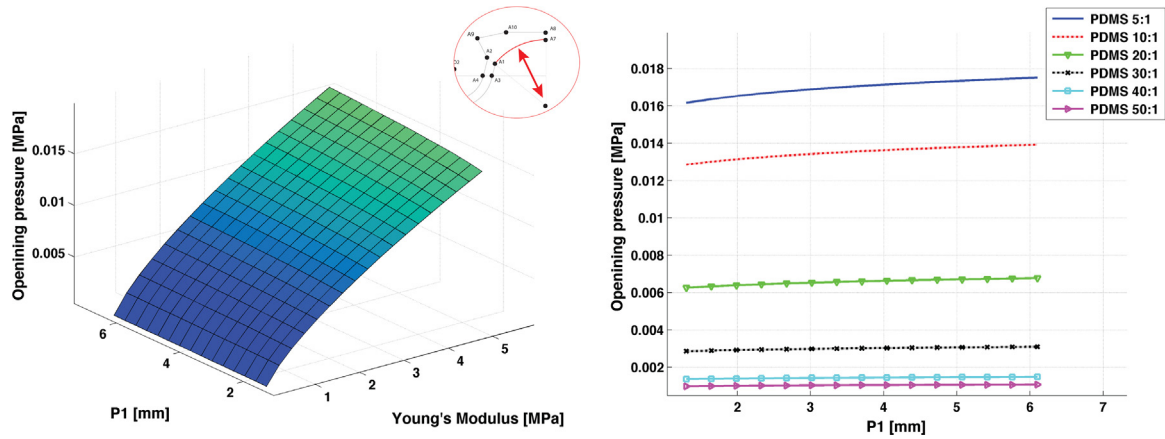 A10
A8
A9
A7
A2
A1
A4
A3
Openining pressure [MPa]
0.015
0.01
0.005
6
4
2
P1 [mm]
1
2
3
4
5
Young's Modulus [MPa]
PDMS 5:1
PDMS 10:1
PDMS 20:1
PDMS 30:1
PDMS 40:1
PDMS 50:1
Openining pressure [MPa]
0.018
0.016
0.014
0.012
0.01
0.008
0.006
0.004
0.002
2
3
4
5
6
7
P1 [mm]